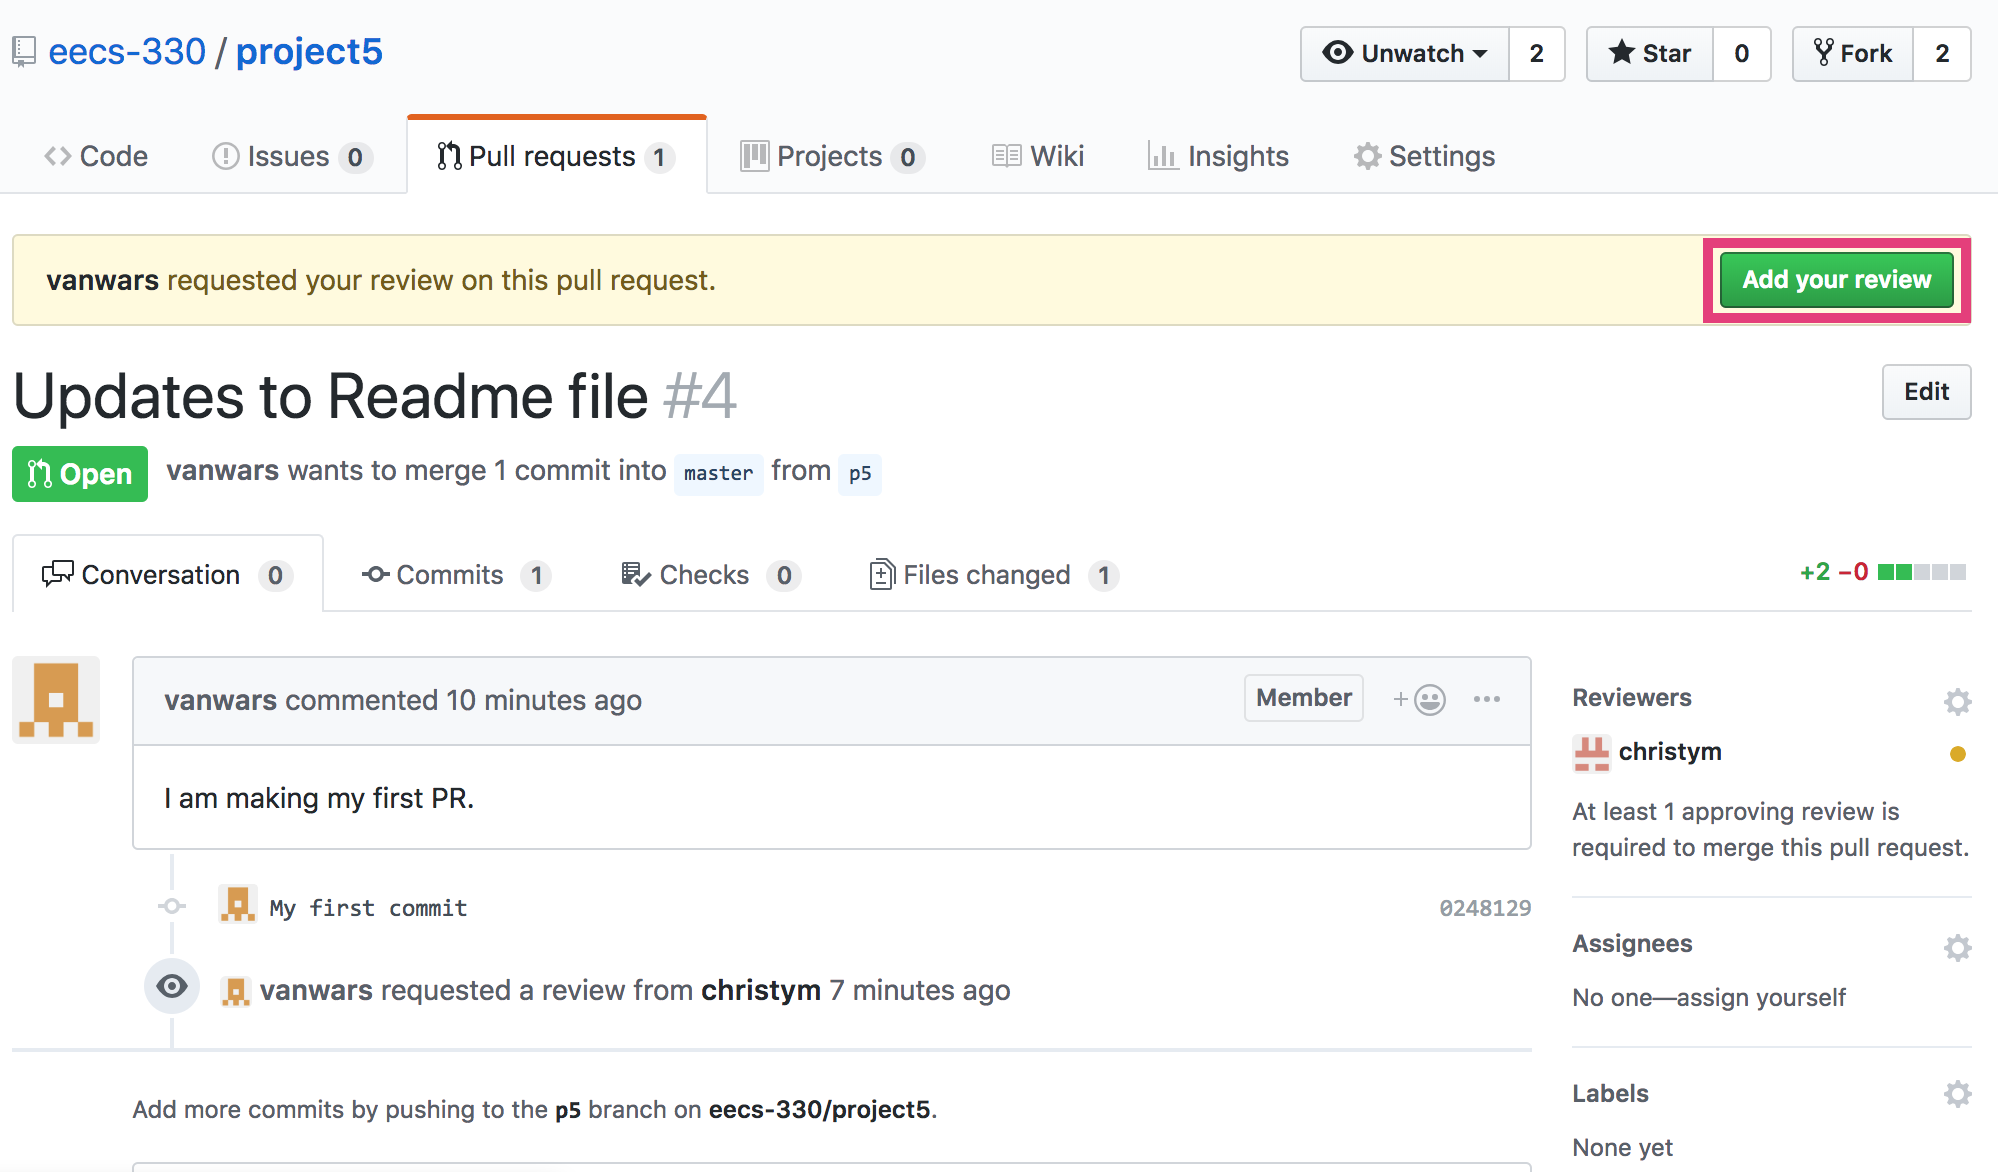 eecs-330 / project5
Unwatch 2 Star 0 Fork 2
Code Issues 0 Pull requests 1 Projects 0 Wiki Insights Settings
vanwars requested your review on this pull request. Add your review
Updates to Readme file #4 Edit
Open vanwars wants to merge 1 commit into master from p5
Conversation 0 Commits 1 Checks 0 Files changed 1 +2 −0
vanwars commented 10 minutes ago Member
I am making my first PR.
My first commit 0248129
vanwars requested a review from christym 7 minutes ago
Add more commits by pushing to the p5 branch on eecs-330/project5.
Reviewers
christym
At least 1 approving review is
required to merge this pull request.
Assignees
No one—assign yourself
Labels
None yet